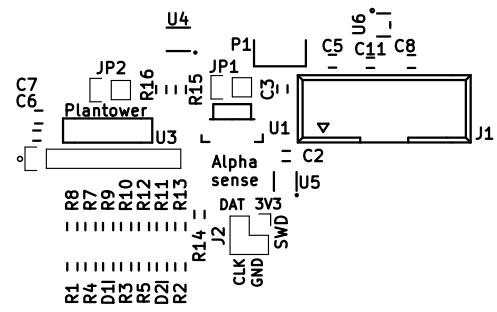 U4
U6
P1
C5
C11
C8
JP2
R16
R15
JP1
C3
C7
C6
Plantower
U3
U1
J1
C2
Alpha
sense
U5
R8
R7
R9
R10
R12
R11
R13
DAT
3V3
R14
J2
SWD
CLK
GND
R1
R4
D1I
R3
R5
D2I
R2